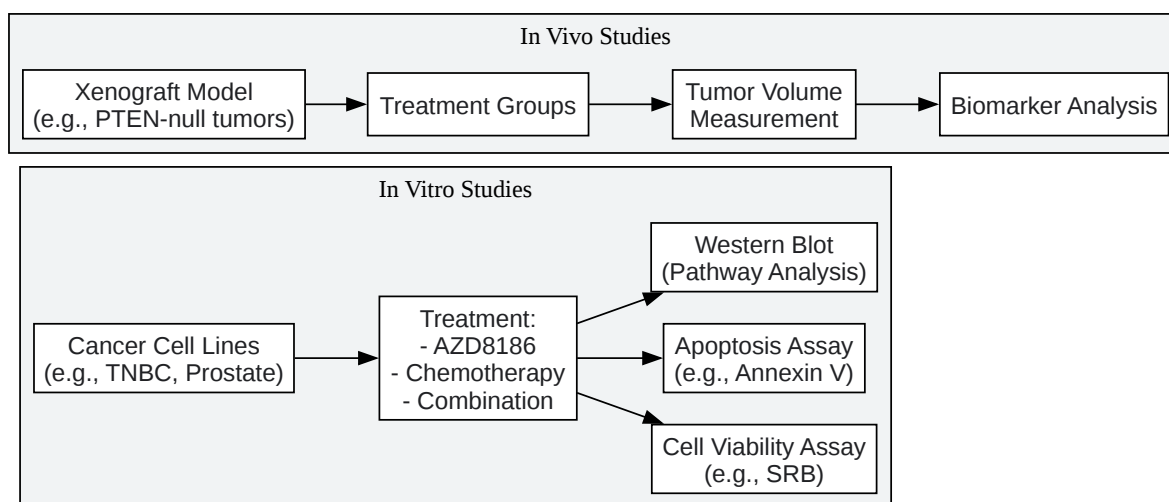 In Vivo Studies
Xenograft Model
(e.g., PTEN-null tumors)
Treatment Groups
Tumor Volume
Measurement
Biomarker Analysis
In Vitro Studies
Cancer Cell Lines
(e.g., TNBC, Prostate)
Treatment:
- AZD8186
- Chemotherapy
- Combination
Western Blot
(Pathway Analysis)
Apoptosis Assay
(e.g., Annexin V)
Cell Viability Assay
(e.g., SRB)